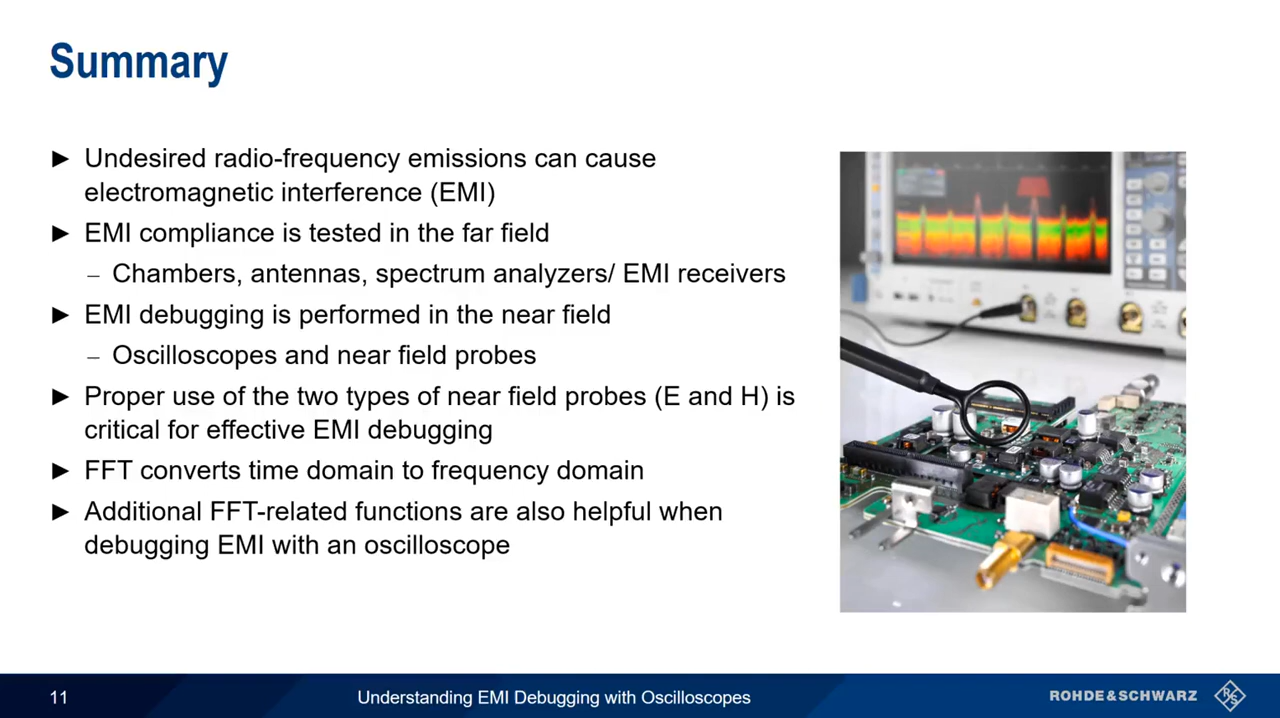 Summary
► Undesired radio-frequency emissions can cause
electromagnetic interference (EMI)
► EMI compliance is tested in the far field
– Chambers, antennas, spectrum analyzers/ EMI receivers
► EMI debugging is performed in the near field
– Oscilloscopes and near field probes
► Proper use of the two types of near field probes (E and H) is
critical for effective EMI debugging
► FFT converts time domain to frequency domain
► Additional FFT-related functions are also helpful when
debugging EMI with an oscilloscope
11
Understanding EMI Debugging with Oscilloscopes
ROHDE&SCHWARZ
R&S